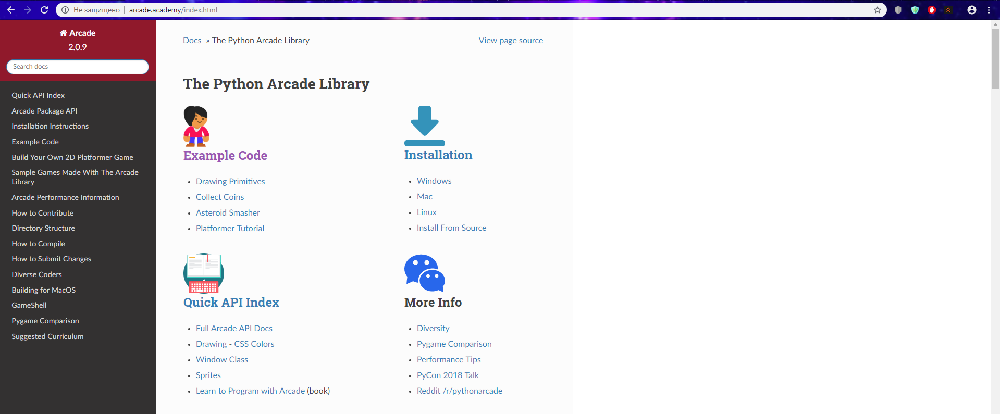 Не защищено | arcade.academy/index.html
Arcade
2.0.9
Search docs
Quick API Index
Arcade Package API
Installation Instructions
Example Code
Build Your Own 2D Platformer Game
Sample Games Made With The Arcade
Library
Arcade Performance Information
How to Contribute
Directory Structure
How to Compile
How to Submit Changes
Diverse Coders
Building for MacOS
GameShell
Pygame Comparison
Suggested Curriculum
Docs » The Python Arcade Library
View page source
The Python Arcade Library
Example Code
• Drawing Primitives
• Collect Coins
• Asteroid Smasher
• Platformer Tutorial
Installation
• Windows
• Mac
• Linux
• Install From Source
Quick API Index
• Full Arcade API Docs
• Drawing - CSS Colors
• Window Class
• Sprites
• Learn to Program with Arcade (book)
More Info
• Diversity
• Pygame Comparison
• Performance Tips
• PyCon 2018 Talk
• Reddit /r/pythonarcade